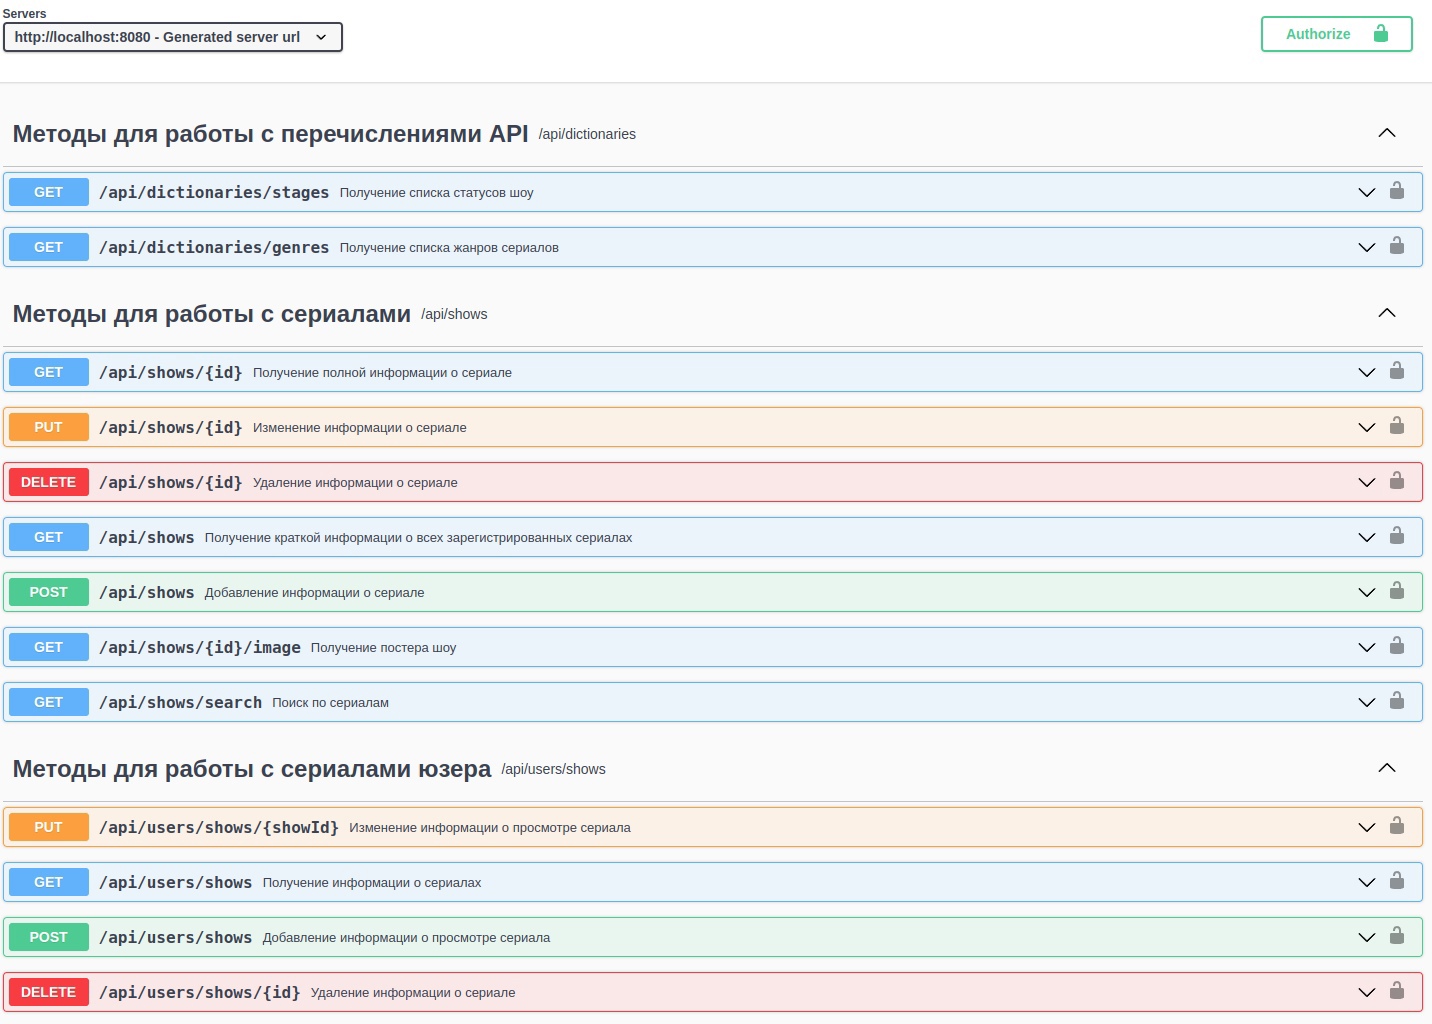 Servers
http://localhost:8080 - Generated server url
Authorize
Методы для работы с перечислениями API /api/dictionaries
GET /api/dictionaries/stages Получение списка статусов шоу
GET /api/dictionaries/genres Получение списка жанров сериалов
Методы для работы с сериалами /api/shows
GET /api/shows/{id} Получение полной информации о сериале
PUT /api/shows/{id} Изменение информации о сериале
DELETE /api/shows/{id} Удаление информации о сериале
GET /api/shows Получение краткой информации о всех зарегистрированных сериалах
POST /api/shows Добавление информации о сериале
GET /api/shows/{id}/image Получение постера шоу
GET /api/shows/search Поиск по сериалам
Методы для работы с сериалами юзера /api/users/shows
PUT /api/users/shows/{showId} Изменение информации о просмотре сериала
GET /api/users/shows Получение информации о сериалах
POST /api/users/shows Добавление информации о просмотре сериала
DELETE /api/users/shows/{id} Удаление информации о сериале